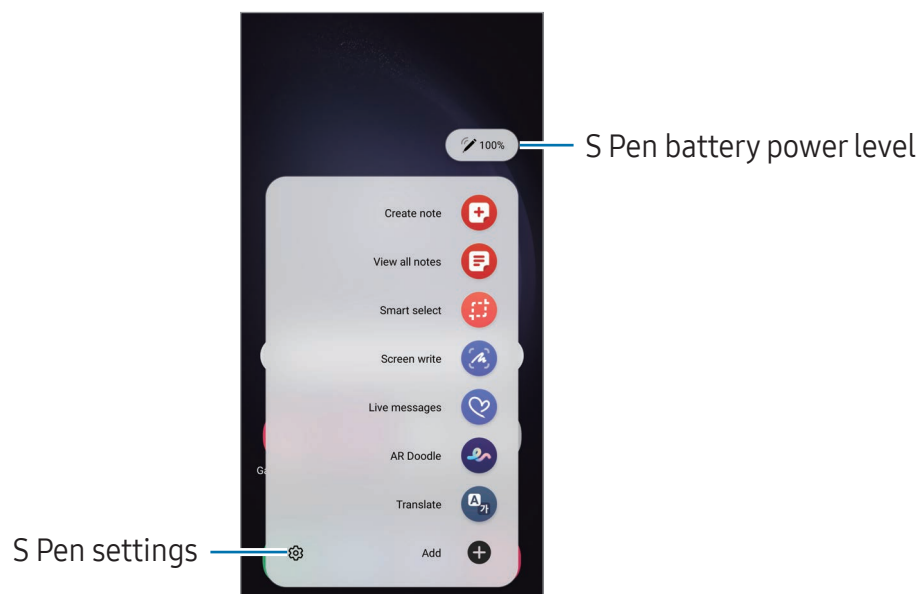 100%
S Pen battery power level
Create note
View all notes
Smart select
Screen write
Live messages
AR Doodle
Translate
A가
S Pen settings
Add